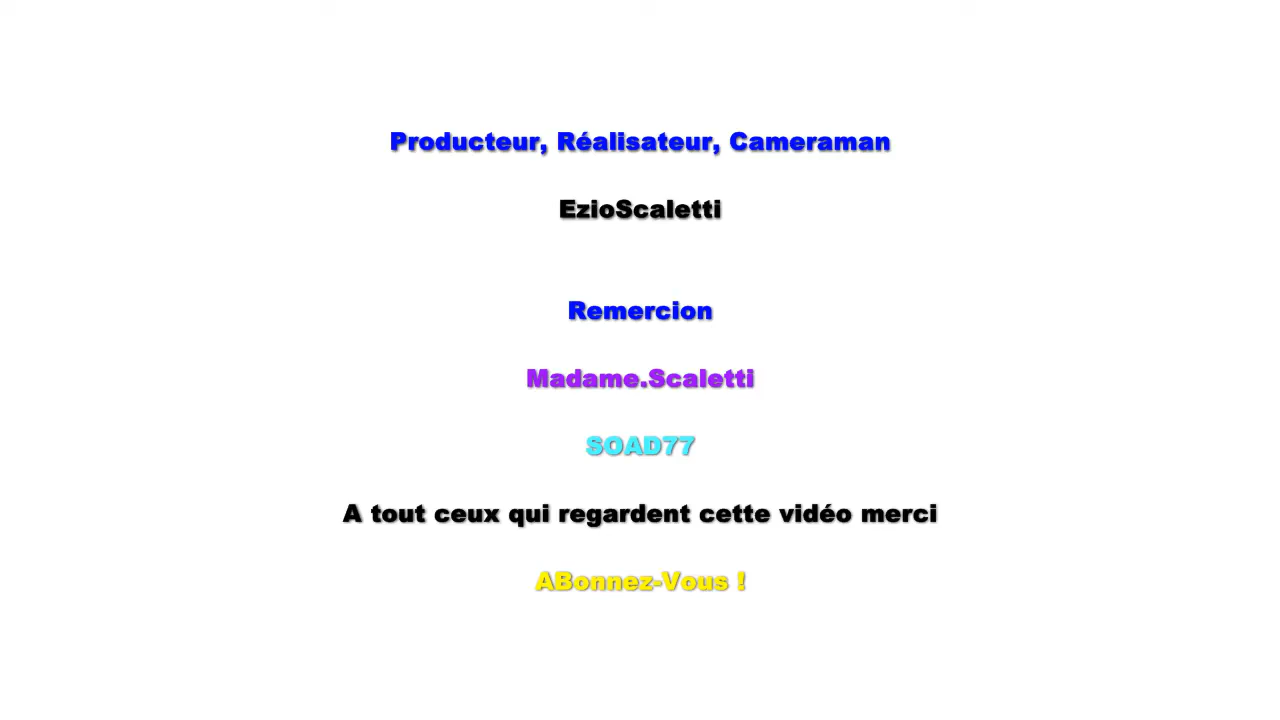 Producteur, Réalisateur, Cameraman
EzioScaletti
Remercion
Madame.Scaletti
SOAD77
A tout ceux qui regardent cette vidéo merci
ABonnez-Vous !